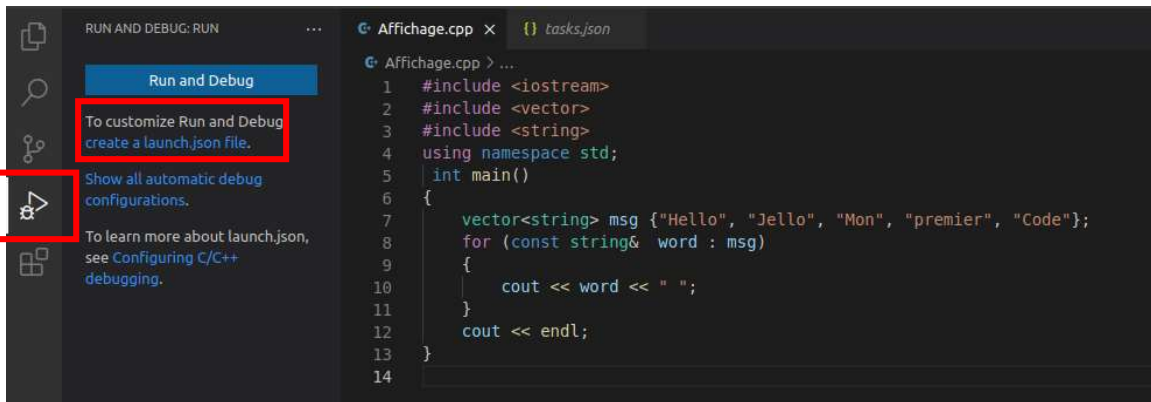 RUN AND DEBUG: RUN ...
Run and Debug
To customize Run and Debug
create a launch.json file.
Show all automatic debug
configurations.
To learn more about launch.json,
see Configuring C/C++
debugging.
Affichage.cpp × {} tasks.json
Affichage.cpp > ...
1 #include <iostream>
2 #include <vector>
3 #include <string>
4 using namespace std;
5 int main()
6 {
7 vector<string> msg {"Hello", "Jello", "Mon", "premier", "Code"};
8 for (const string& word : msg)
9 {
10 cout << word << " ";
11 }
12 cout << endl;
13 }
14